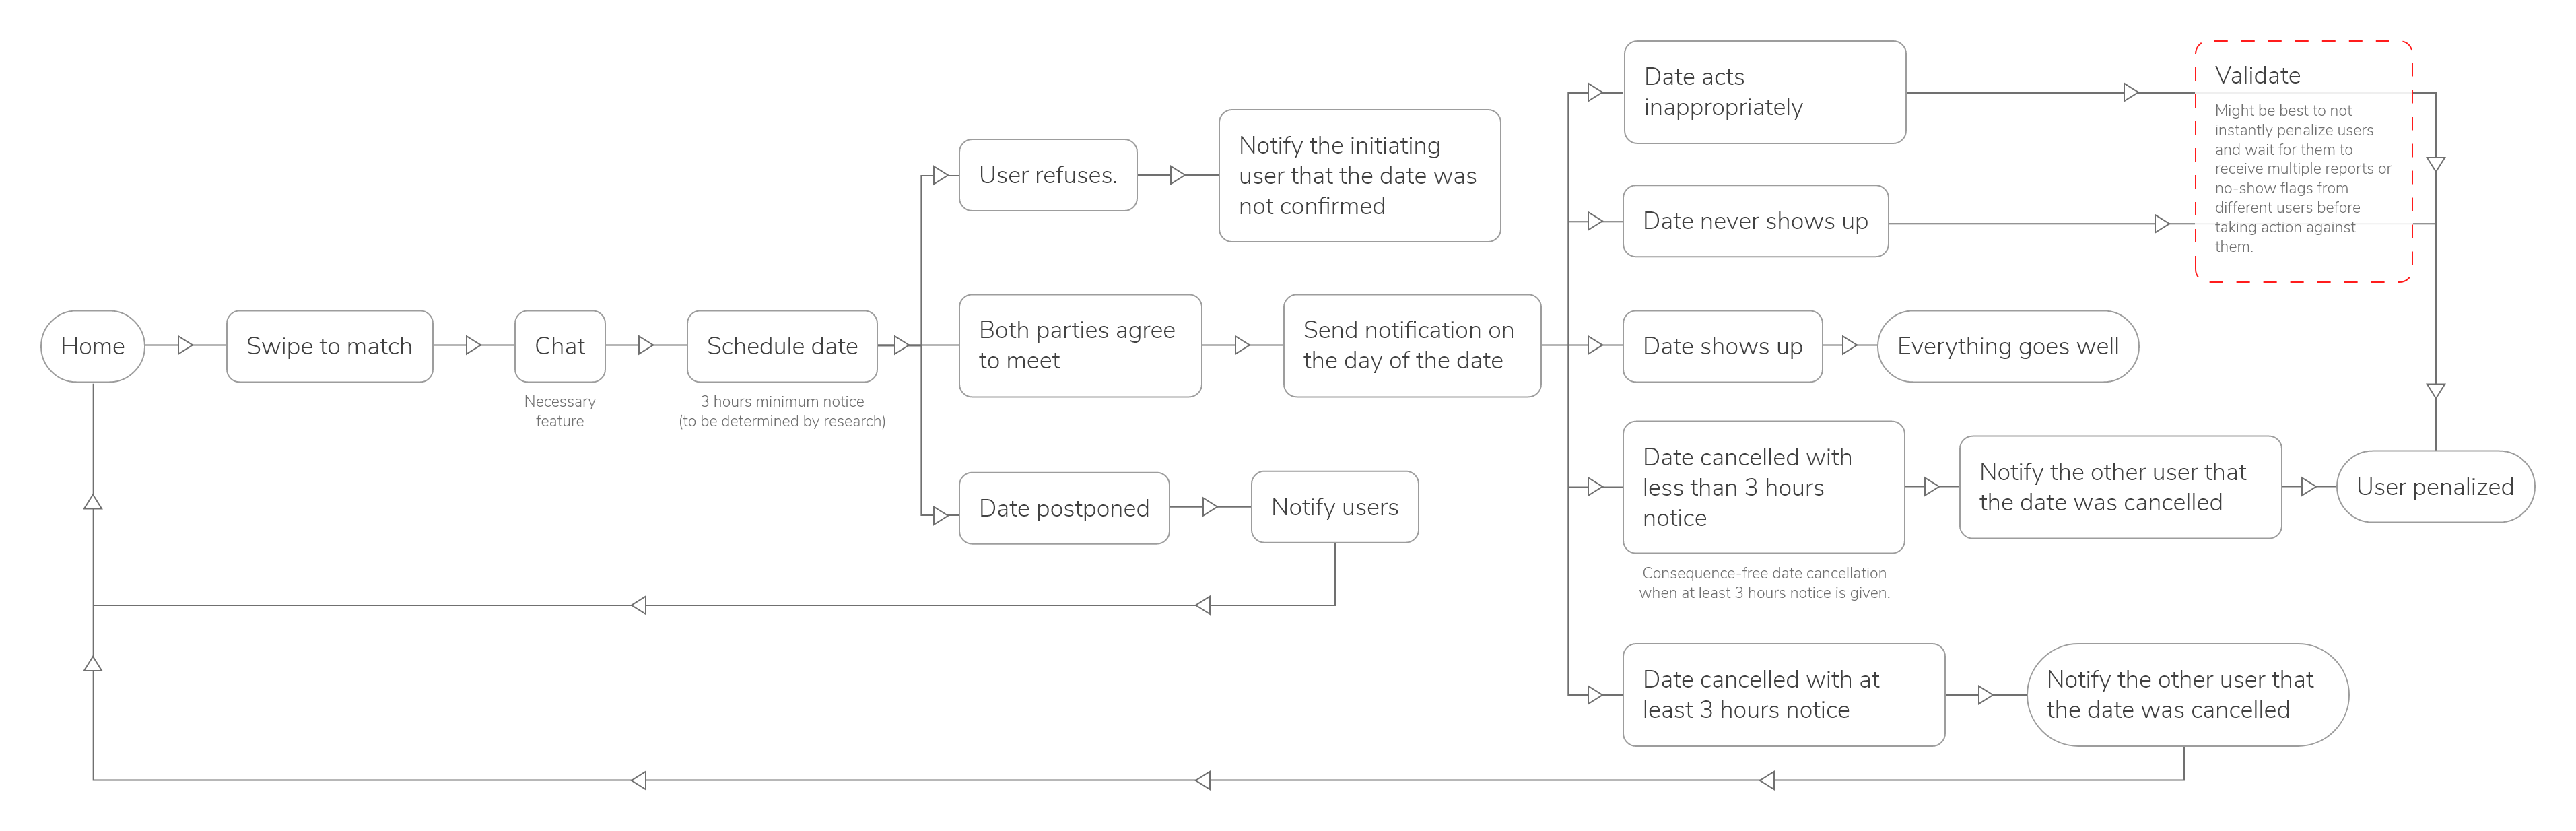 Home
Swipe to match
Chat
Necessary
feature
Schedule date
3 hours minimum notice
(to be determined by research)
User refuses.
Notify the initiating
user that the date was
not confirmed
Both parties agree
to meet
Send notification on
the day of the date
Date postponed
Notify users
Date acts
inappropriately
Validate
Might be best to not
instantly penalize users
and wait for them to
receive multiple reports or
no-show flags from
different users before
taking action against
them.
Date never shows up
Date shows up
Everything goes well
Date cancelled with
less than 3 hours
notice
Consequence-free date cancellation
when at least 3 hours notice is given.
Notify the other user that
the date was cancelled
User penalized
Date cancelled with at
least 3 hours notice
Notify the other user that
the date was cancelled